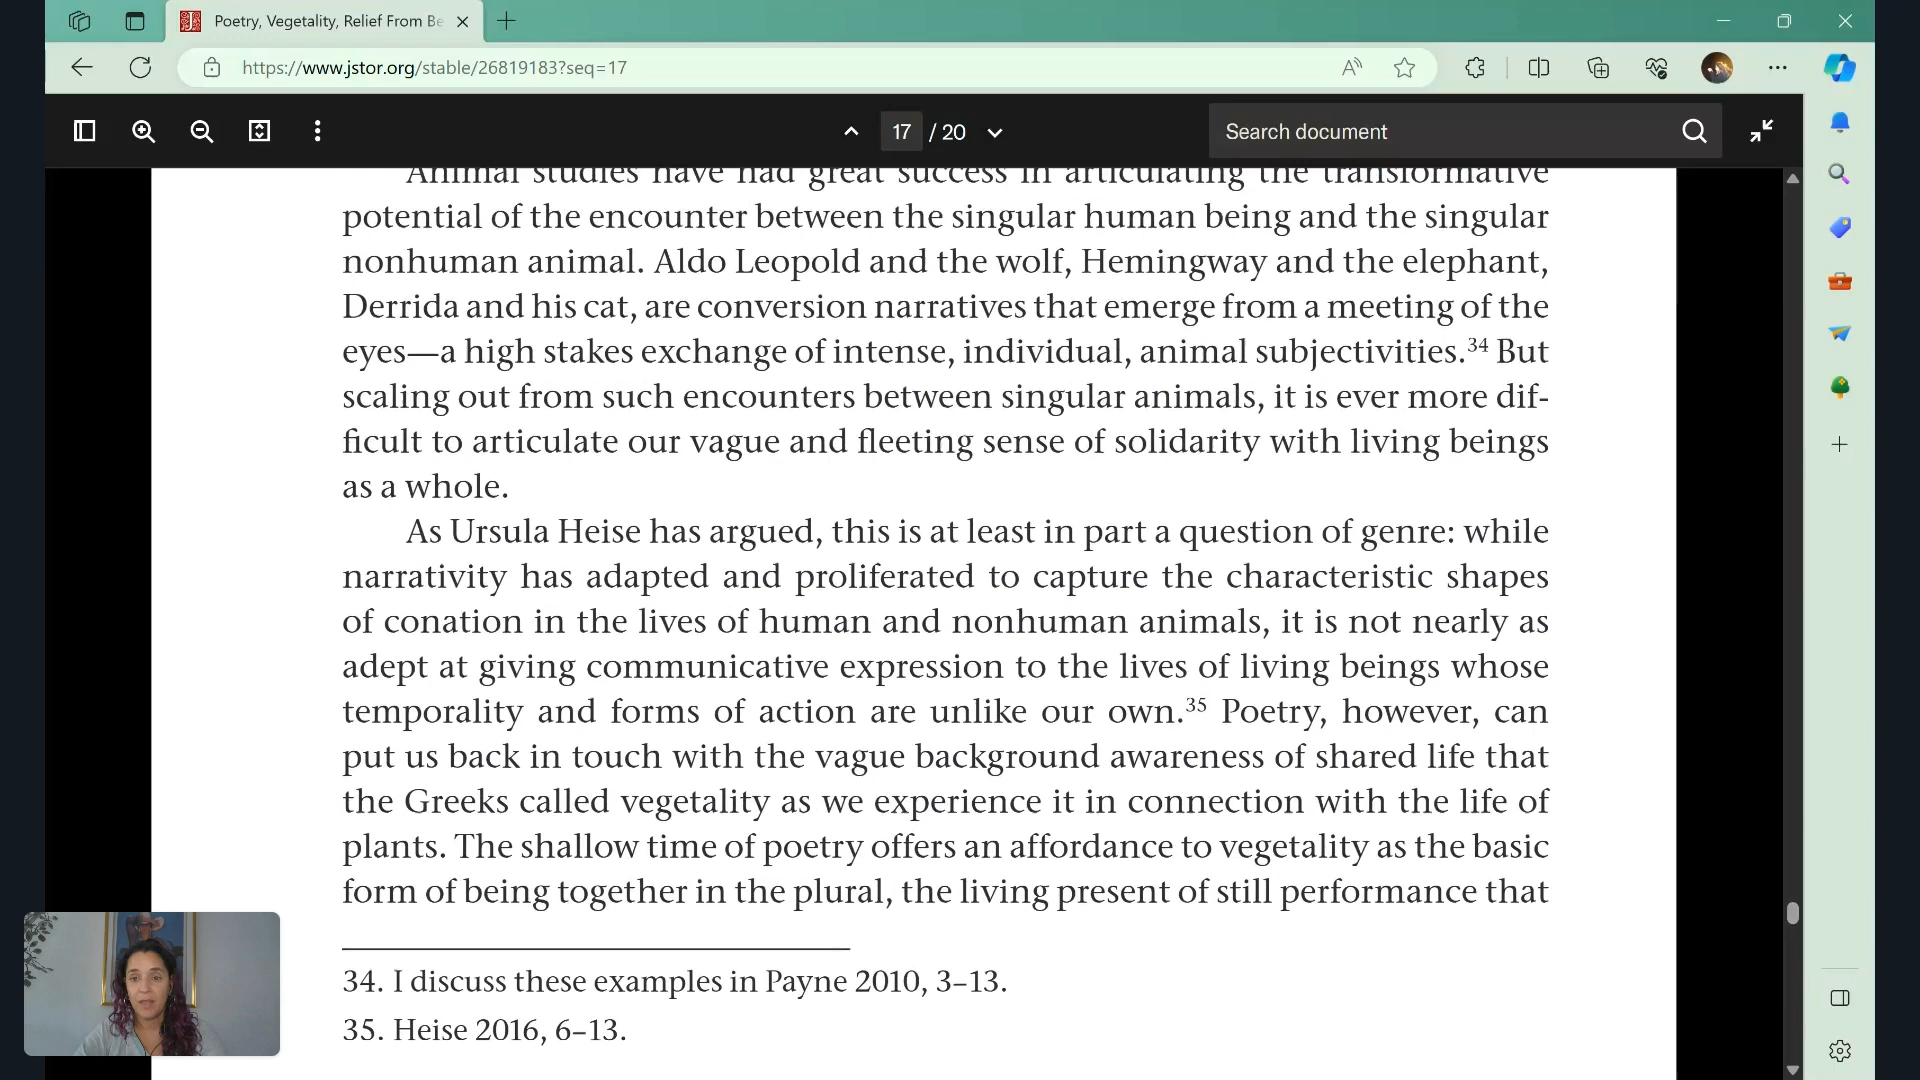 Poetry, Vegetality, Relief From Be
https://www.jstor.org/stable/26819183?seq=17
17 / 20
Search document
Animal studies have had great success in articulating the transformative
potential of the encounter between the singular human being and the singular
nonhuman animal. Aldo Leopold and the wolf, Hemingway and the elephant,
Derrida and his cat, are conversion narratives that emerge from a meeting of the
eyes—a high stakes exchange of intense, individual, animal subjectivities.³⁴ But
scaling out from such encounters between singular animals, it is ever more dif-
ficult to articulate our vague and fleeting sense of solidarity with living beings
as a whole.
As Ursula Heise has argued, this is at least in part a question of genre: while
narrativity has adapted and proliferated to capture the characteristic shapes
of conation in the lives of human and nonhuman animals, it is not nearly as
adept at giving communicative expression to the lives of living beings whose
temporality and forms of action are unlike our own.³⁵ Poetry, however, can
put us back in touch with the vague background awareness of shared life that
the Greeks called vegetality as we experience it in connection with the life of
plants. The shallow time of poetry offers an affordance to vegetality as the basic
form of being together in the plural, the living present of still performance that
34. I discuss these examples in Payne 2010, 3–13.
35. Heise 2016, 6–13.